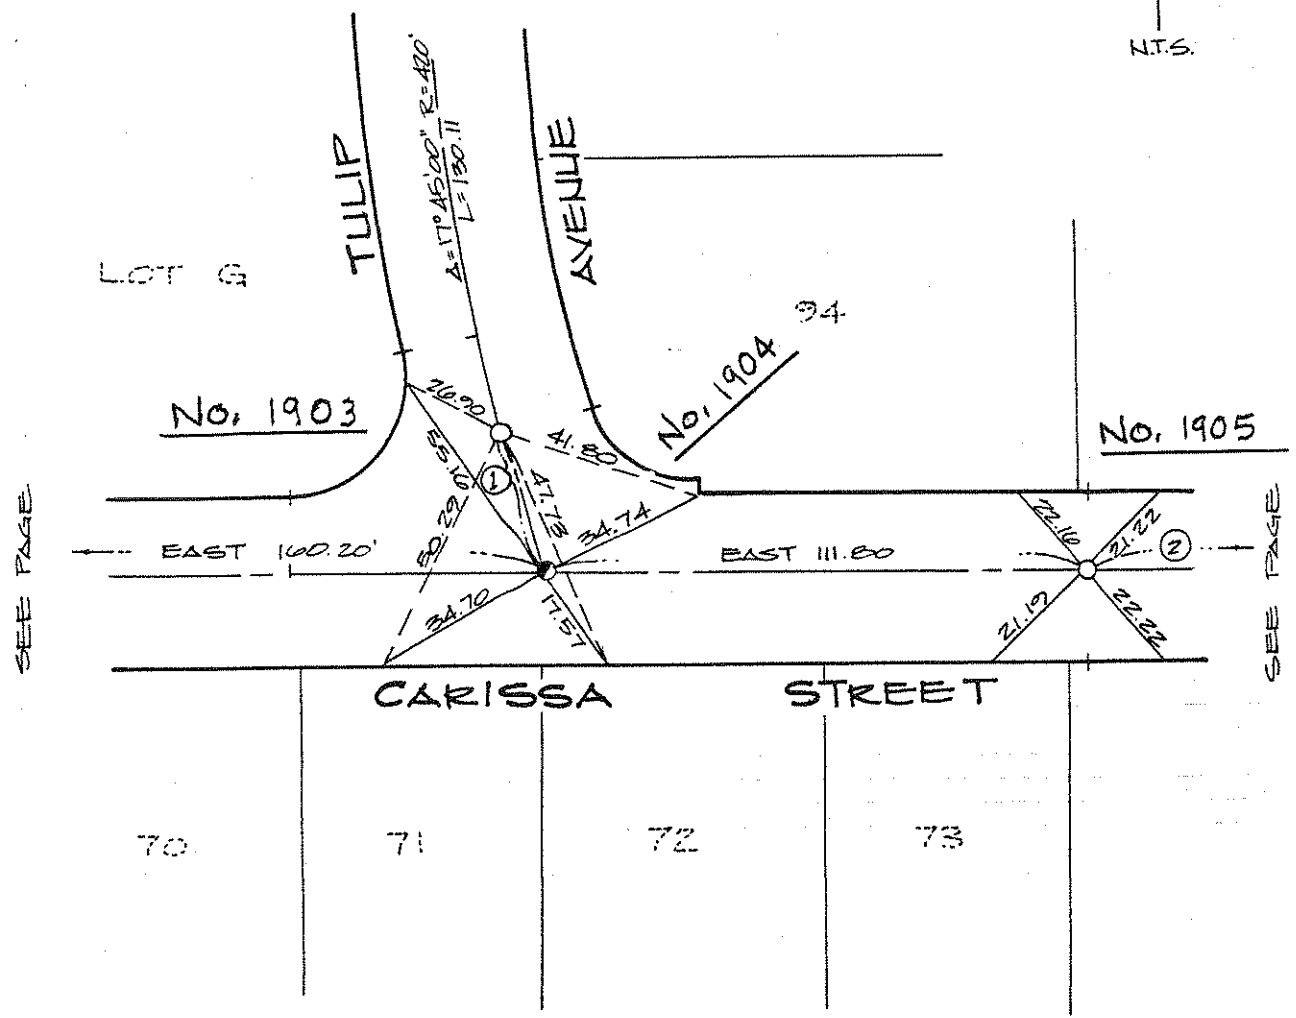 N.T.S.
TULIP
AVENUE
Δ=17°45'00" R=420'
L=130.11
LOT G
94
No. 1903
No. 1904
No. 1905
26.90
41.80
55.16
1
47.73
50.29
34.74
22.16
21.22
2
SEE PAGE
EAST 160.20'
EAST 111.80
SEE PAGE
34.70
17.57
21.19
22.22
CARISSA STREET
70
71
72
73